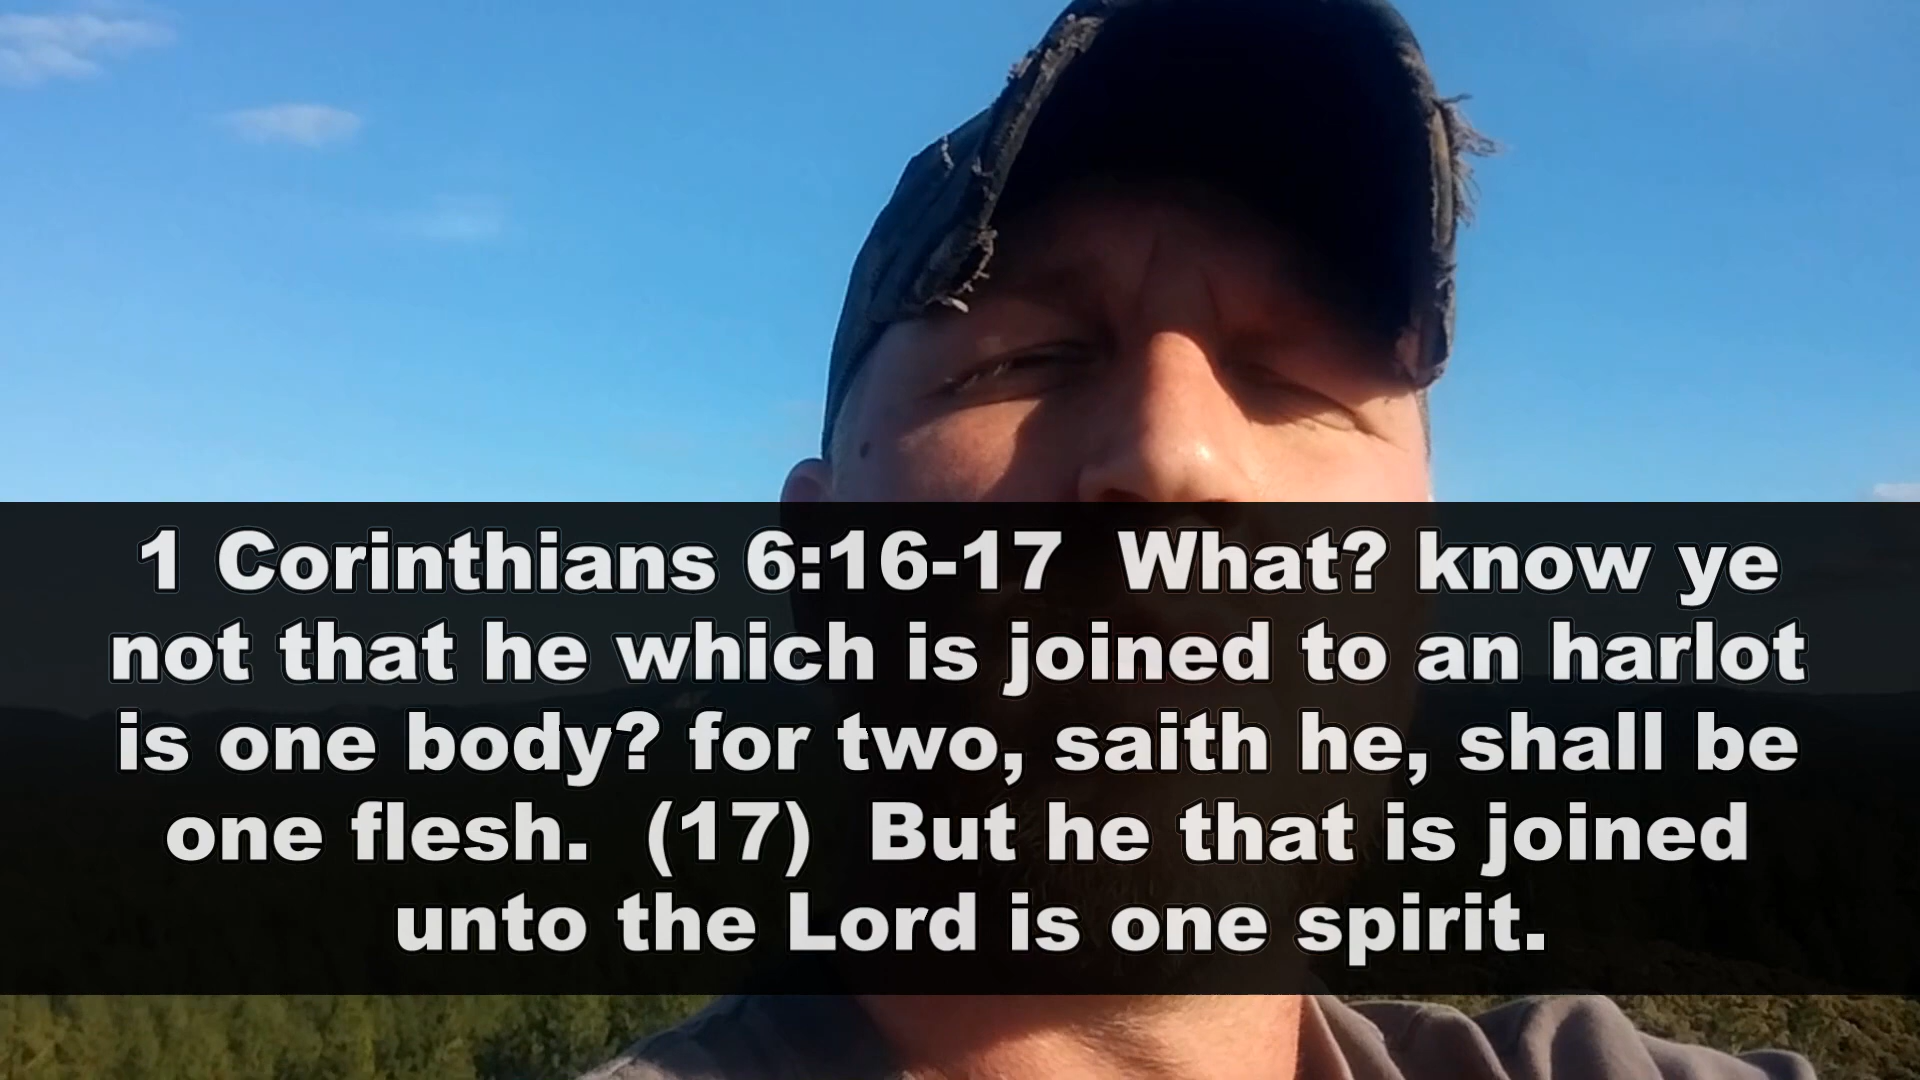 1 Corinthians 6:16-17  What? know ye
not that he which is joined to an harlot
is one body? for two, saith he, shall be
one flesh.  (17)  But he that is joined
unto the Lord is one spirit.